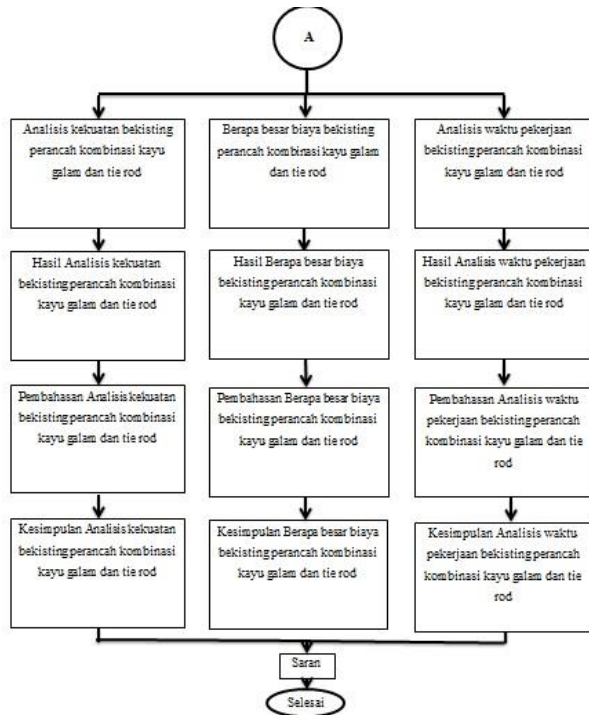 A
Analisis kekuatan bekisting
perancah kombinasi kayu
galam dan tie rod
Berapa besar biaya bekisting
perancah kombinasi kayu galam
dan tie rod
Analisis waktu pekerjaan
bekisting perancah kombinasi
kayu galam dan tie rod
Hasil Analisis kekuatan
bekisting perancah kombinasi
kayu galam dan tie rod
Hasil Berapa besar biaya
bekisting perancah kombinasi
kayu galam dan tie rod
Hasil Analisis waktu pekerjaan
bekisting perancah kombinasi
kayu galam dan tie rod
Pembahasan Analisis kekuatan
bekisting perancah kombinasi
kayu galam dan tie rod
Pembahasan Berapa besar biaya
bekisting perancah kombinasi
kayu galam dan tie rod
Pembahasan Analisis waktu
pekerjaan bekisting perancah
kombinasi kayu galam dan tie
rod
Kesimpulan Analisis kekuatan
bekisting perancah kombinasi
kayu galam dan tie rod
Kesimpulan Berapa besar biaya
bekisting perancah kombinasi
kayu galam dan tie rod
Kesimpulan Analisis waktu
pekerjaan bekisting perancah
kombinasi kayu galam dan tie
rod
Saran
Selesai